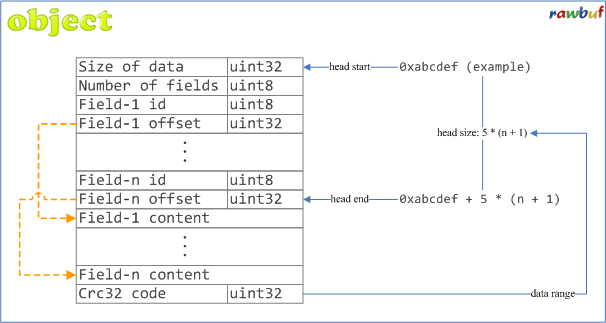 object
rawbuf
Size of data uint32
head start
0xabcdef (example)
Number of fields uint8
Field-1 id uint8
Field-1 offset uint32
head size: 5 * (n + 1)
⋮
Field-n id uint8
Field-n offset uint32
head end
0xabcdef + 5 * (n + 1)
Field-1 content
⋮
Field-n content
Crc32 code uint32
data range